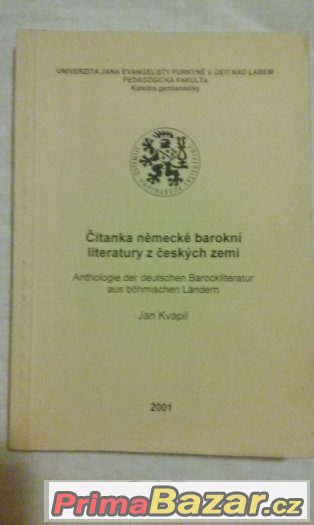 UNIVERZITA JANA EVANGELISTY PURKYNĚ V ÚSTÍ NAD LABEM
PEDAGOGICKÁ FAKULTA
Katedra germanistiky
Čítanka německé barokní
literatury z českých zemí
Anthologie der deutschen Barockliteratur
aus böhmischen Ländern
Jan Kvapil
2001
PrimaBazar.cz